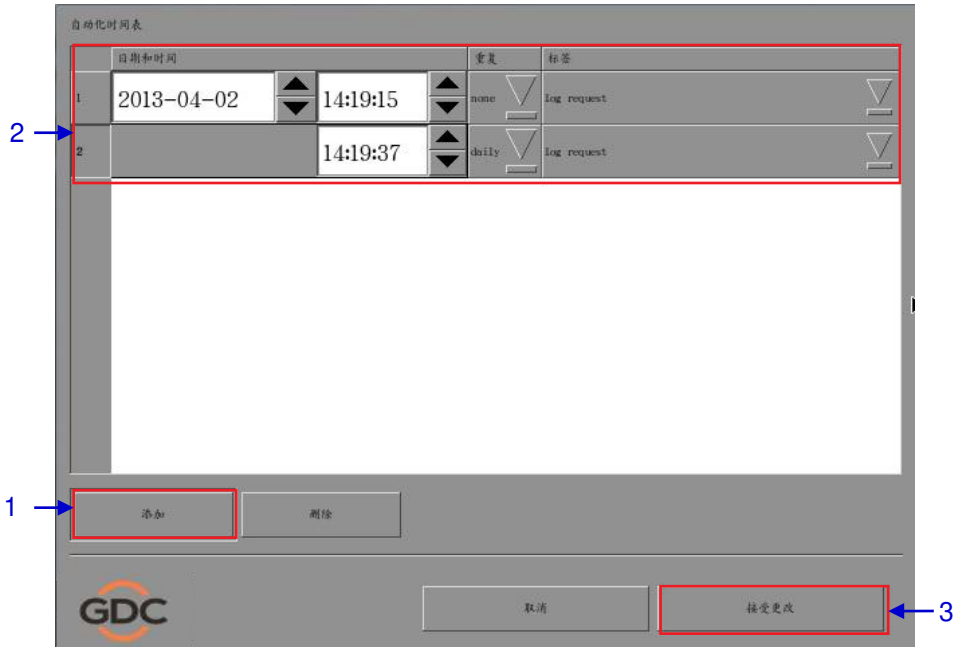 自动化时间表
日期和时间 重复 标签
1 2013-04-02 14:19:15 none log request
2
2 14:19:37 daily log request
1
添加 删除
GDC 取消 接受更改
3